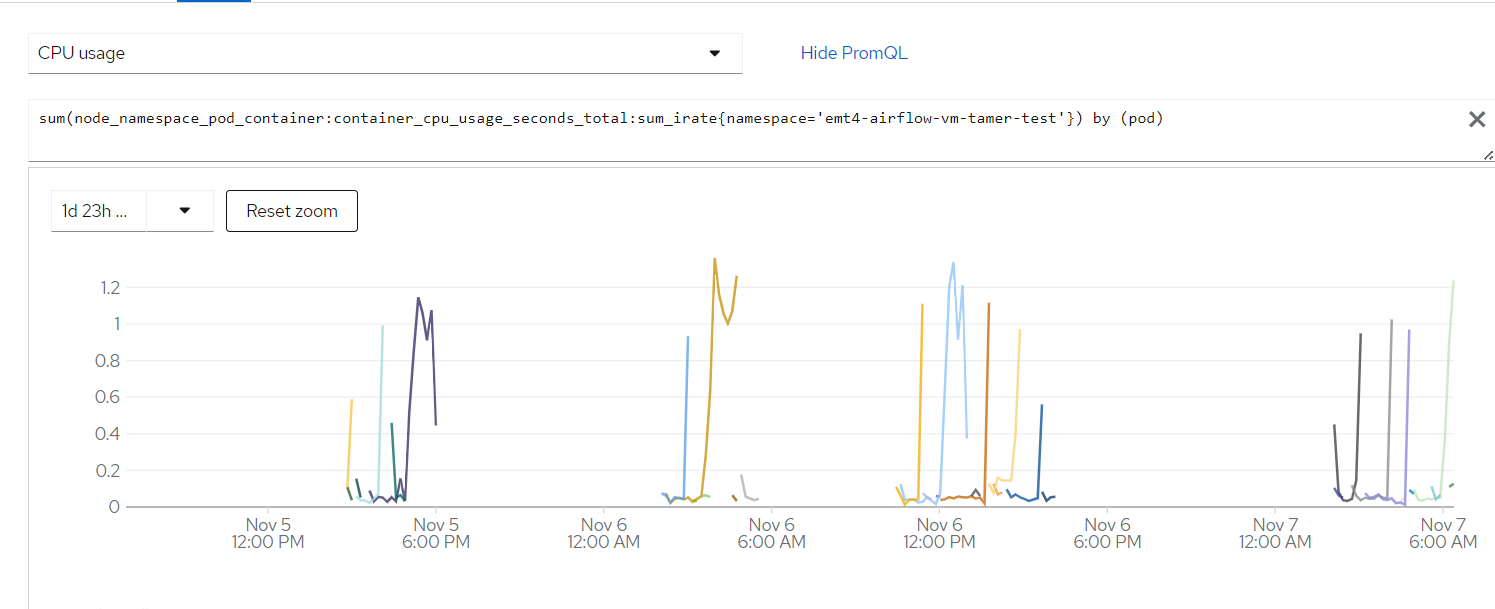 CPU usage
Hide PromQL
sum(node_namespace_pod_container:container_cpu_usage_seconds_total:sum_irate{namespace='emt4-airflow-vm-tamer-test'}) by (pod)
1d 23h ...
Reset zoom
1.2
1
0.8
0.6
0.4
0.2
0
Nov 5 Nov 5 Nov 6 Nov 6 Nov 6 Nov 6 Nov 7 Nov 7
12:00 PM 6:00 PM 12:00 AM 6:00 AM 12:00 PM 6:00 PM 12:00 AM 6:00 AM